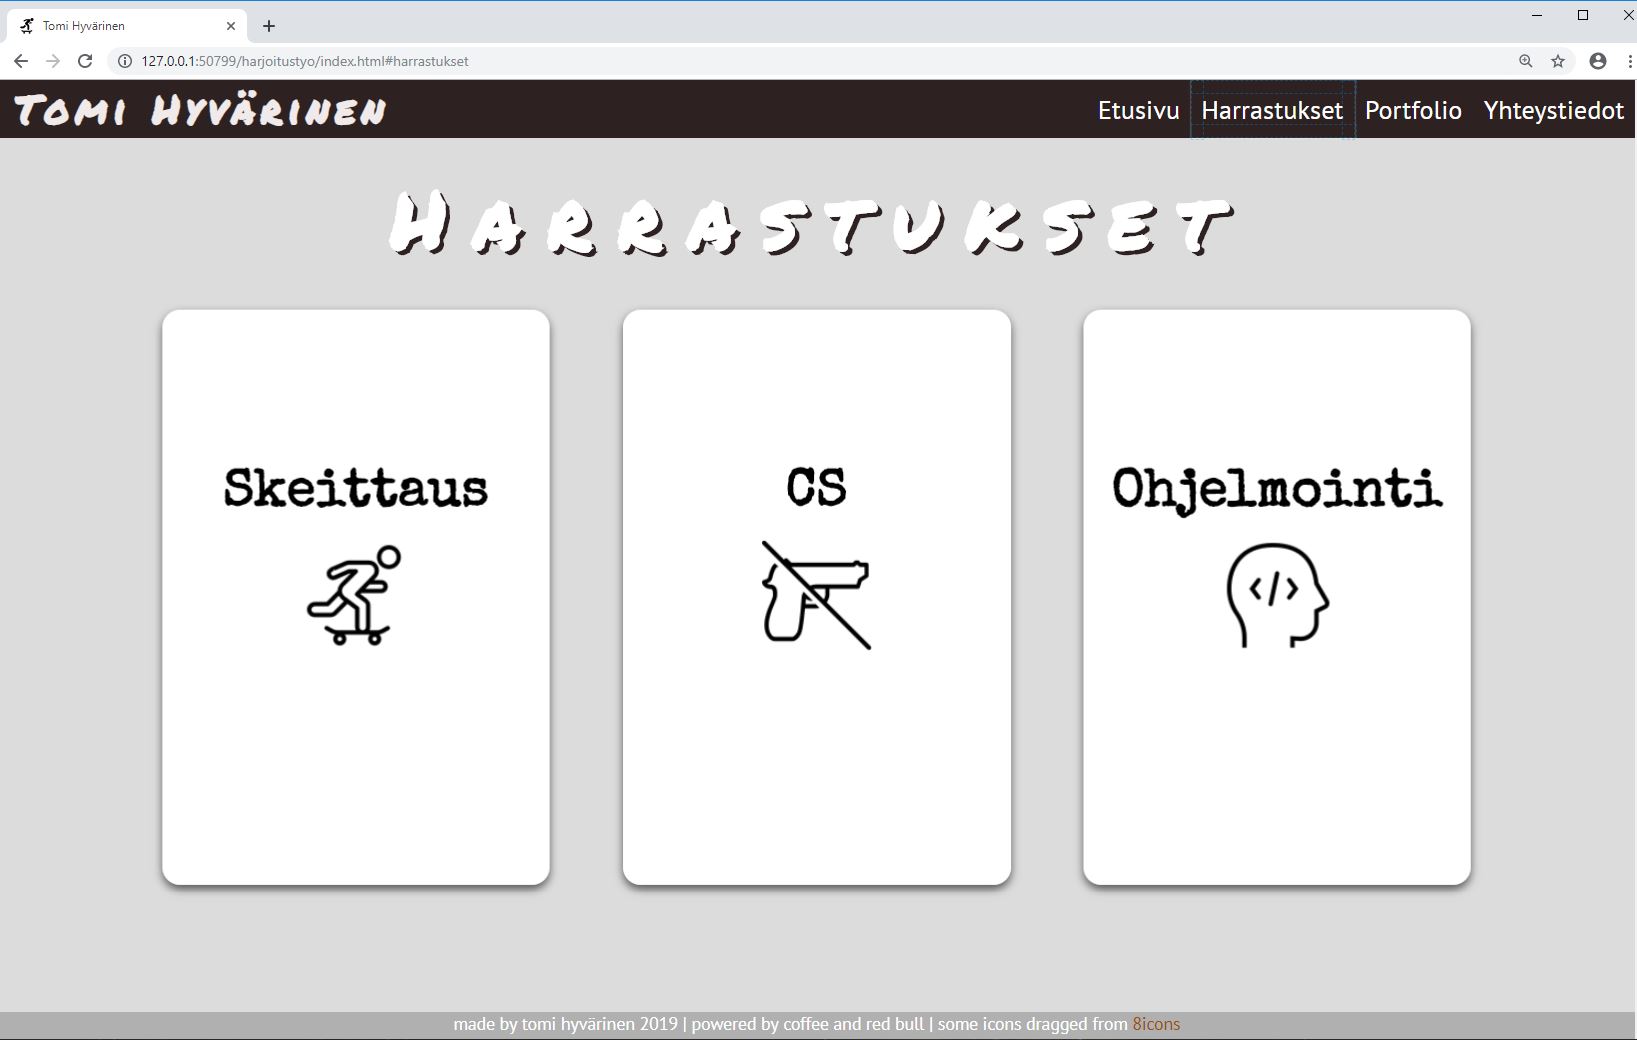 Tomi Hyvärinen
127.0.0.1:50799/harjoitustyo/index.html#harrastukset
Tomi Hyvärinen
Etusivu Harrastukset Portfolio Yhteystiedot
Harrastukset
Skeittaus
CS
Ohjelmointi
</>
made by tomi hyvärinen 2019 | powered by coffee and red bull | some icons dragged from 8icons